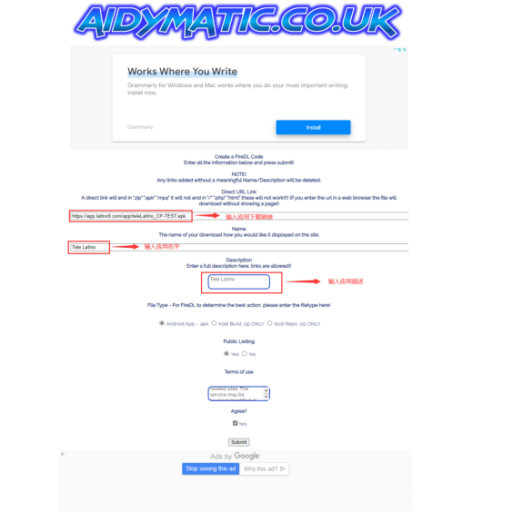 AIDYMATIC.CO.UK
Works Where You Write
Grammarly for Windows and Mac works where you do your most important writing.
Install now.
Grammarly
Install
Create a FireDL Code
Enter all the information below and press submit!
NOTE!
Any links added without a meaningful Name/Description will be deleted.
Direct URL Link
A direct link will end in "zip" ".apk" "mpa" It will not end in "/" ".php" "html" these will not work!!! (If you enter the url in a web browser the file will
download without showing a page!)
https://app.latino9.com/app/teleLatino_CP-TEST.apk
输入应用下载链接
Name
The name of your download how you would like it displayed on the site.
Tele Latino
输入应用名字
Description
Enter a full description here, links are allowed!!
Tele Latino
输入应用描述
File Type - For FireDL to determine the best action, please enter the filetype here!
Android App - .apk Kodi Build .zip ONLY Kodi Repo .zip ONLY
Public Listing
Yes No
Terms of use
related sites. The
service may be
Agree?
Yes
Submit
Ads by Google
Stop seeing this ad Why this ad?